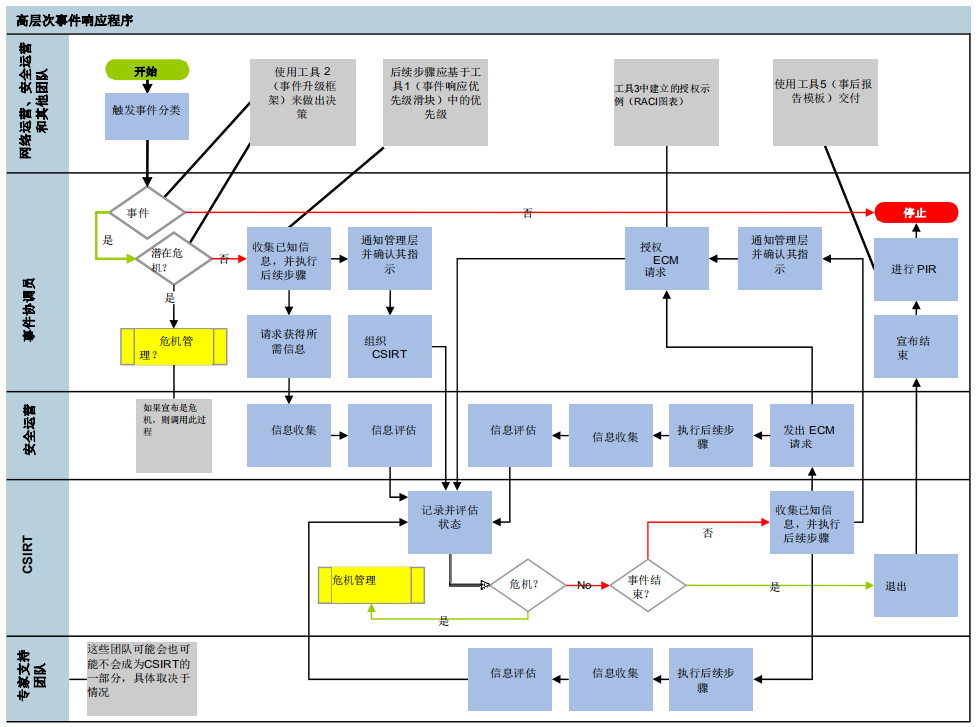 高层次事件响应程序
网络运营、安全运营
和其他团队
开始
触发事件分类
使用工具 2
（事件升级框
架）来做出决
策
后续步骤应基于工
具1（事件响应优
先级滑块）中的优
先级
工具3中建立的授权示
例（RACI图表）
使用工具5（事后报
告模板）交付
事件协调员
事件
否
停止
是
潜在危
机？
否
是
收集已知信
息，并执行
后续步骤
通知管理层
并确认其指
示
授权
ECM
请求
通知管理层
并确认其指
示
进行 PIR
危机管
理？
请求获得所
需信息
组织
CSIRT
宣布结
束
安全运营
如果宣布是危
机，则调用此过
程
信息收集
信息评估
信息评估
信息收集
执行后续步
骤
发出 ECM
请求
CSIRT
记录并评估
状态
收集已知信
息，并执行
后续步骤
否
危机管理
危机？
No
事件结
束？
是
退出
是
专家支持
团队
这些团队可能会也可
能不会成为CSIRT的
一部分，具体取决于
情况
信息评估
信息收集
执行后续步
骤